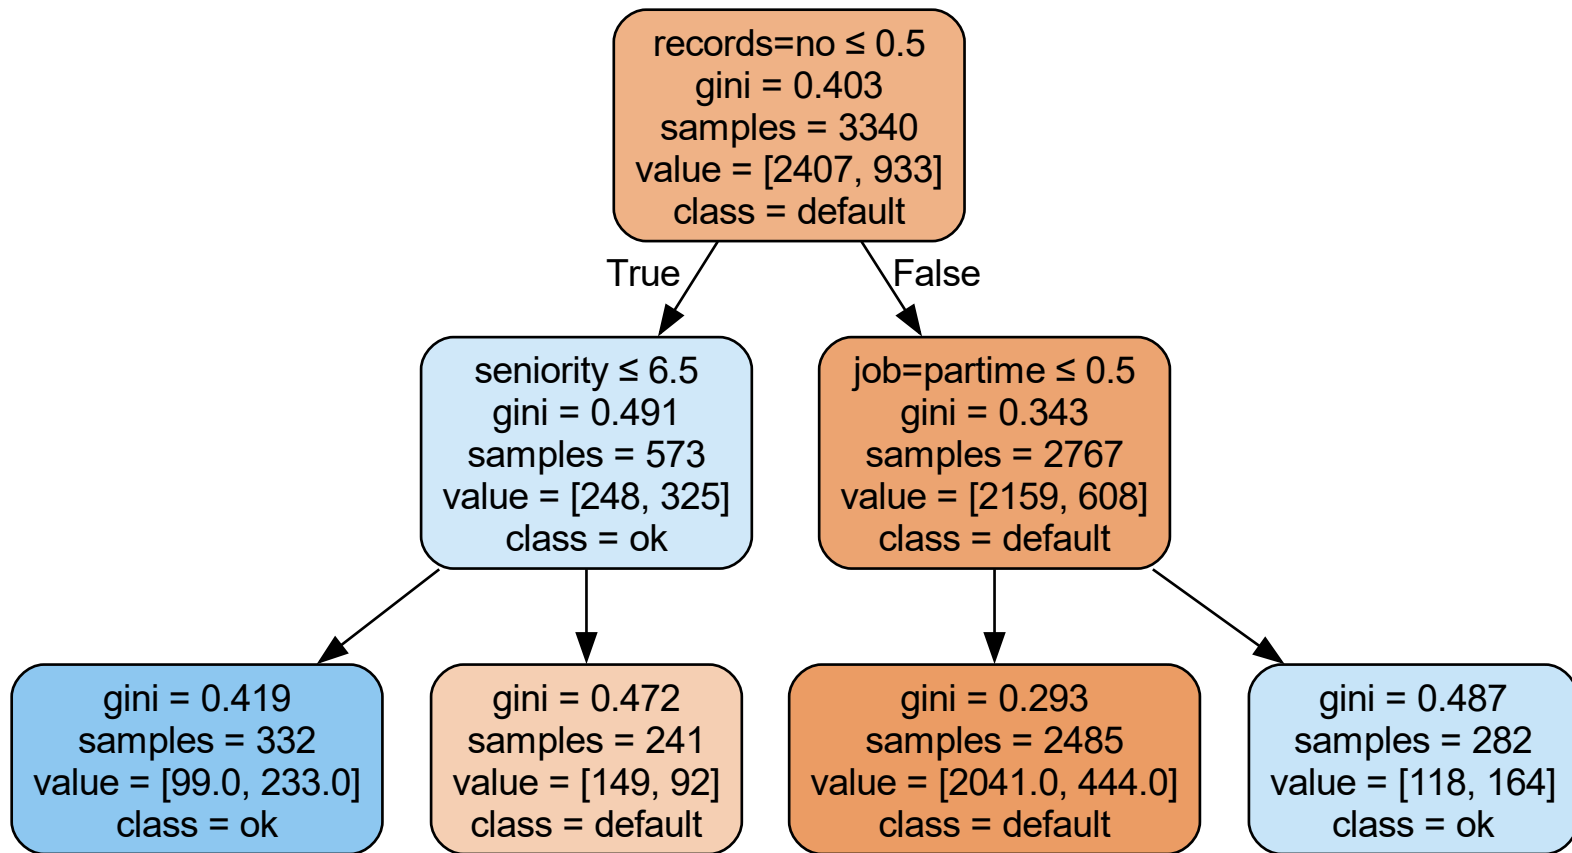 records=no ≤ 0.5
gini = 0.403
samples = 3340
value = [2407, 933]
class = default
True
False
seniority ≤ 6.5
gini = 0.491
samples = 573
value = [248, 325]
class = ok
job=partime ≤ 0.5
gini = 0.343
samples = 2767
value = [2159, 608]
class = default
gini = 0.419
samples = 332
value = [99.0, 233.0]
class = ok
gini = 0.472
samples = 241
value = [149, 92]
class = default
gini = 0.293
samples = 2485
value = [2041.0, 444.0]
class = default
gini = 0.487
samples = 282
value = [118, 164]
class = ok